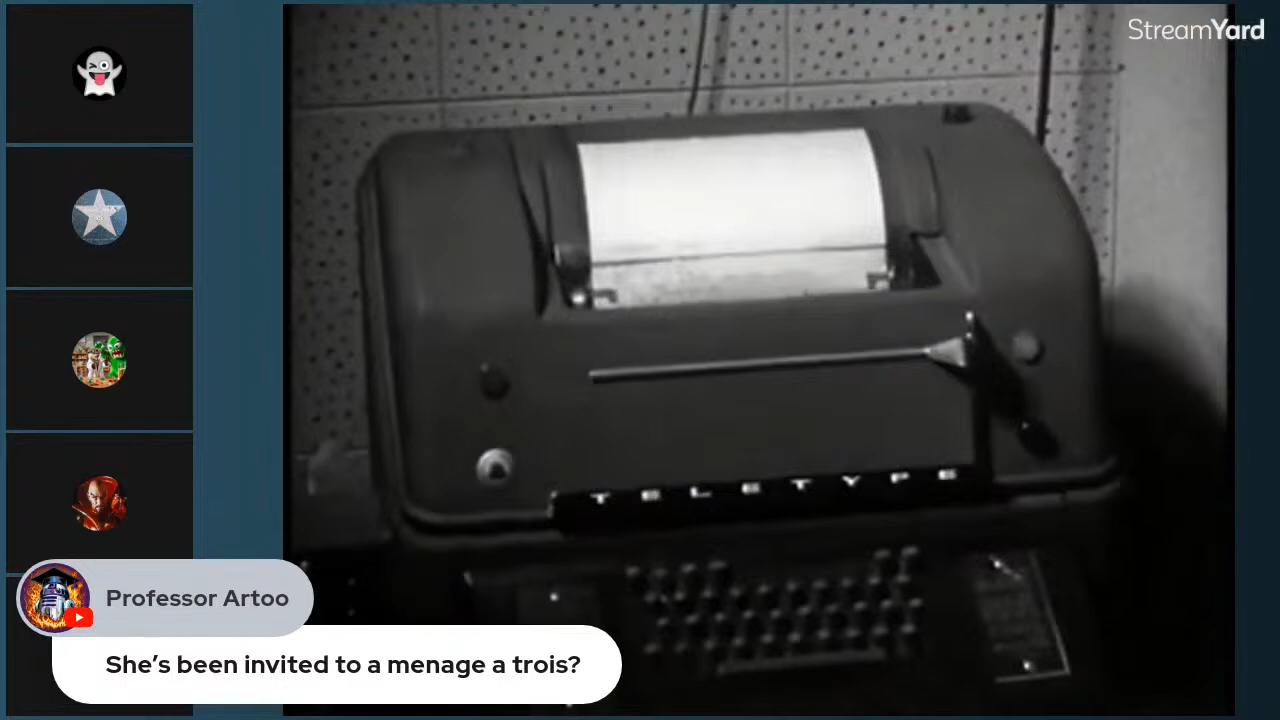 StreamYard
TELETYPE
Professor Artoo
She's been invited to a menage a trois?